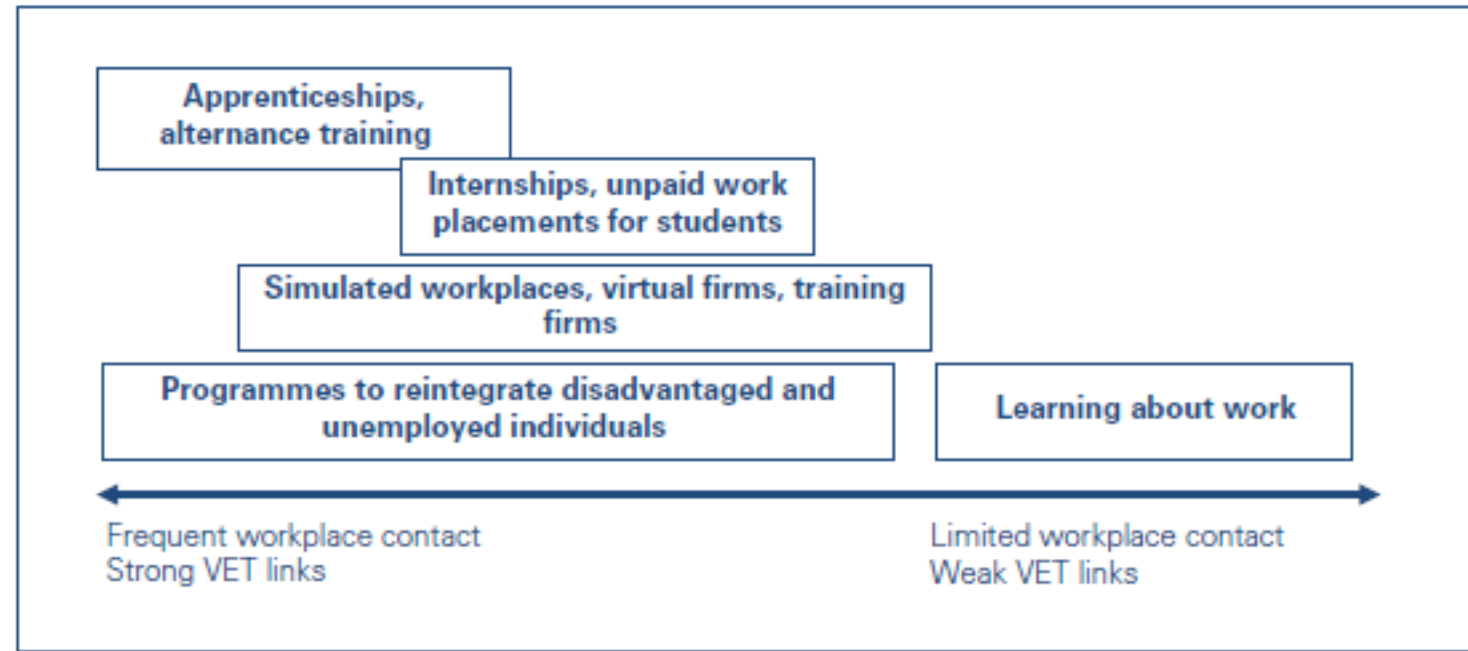 Apprenticeships,
alternance training
Internships, unpaid work
placements for students
Simulated workplaces, virtual firms, training
firms
Programmes to reintegrate disadvantaged and
unemployed individuals
Learning about work
Frequent workplace contact
Strong VET links
Limited workplace contact
Weak VET links